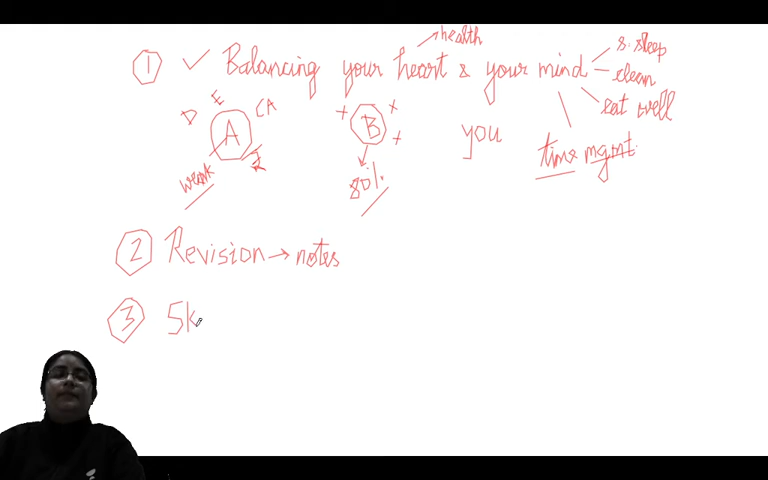 health
① ✓ Balancing your heart & your mind
s. sleep
clean
eat well
D E CA
A
weak
B
80%
you
time mgmt.
② Revision → notes
③ Sk